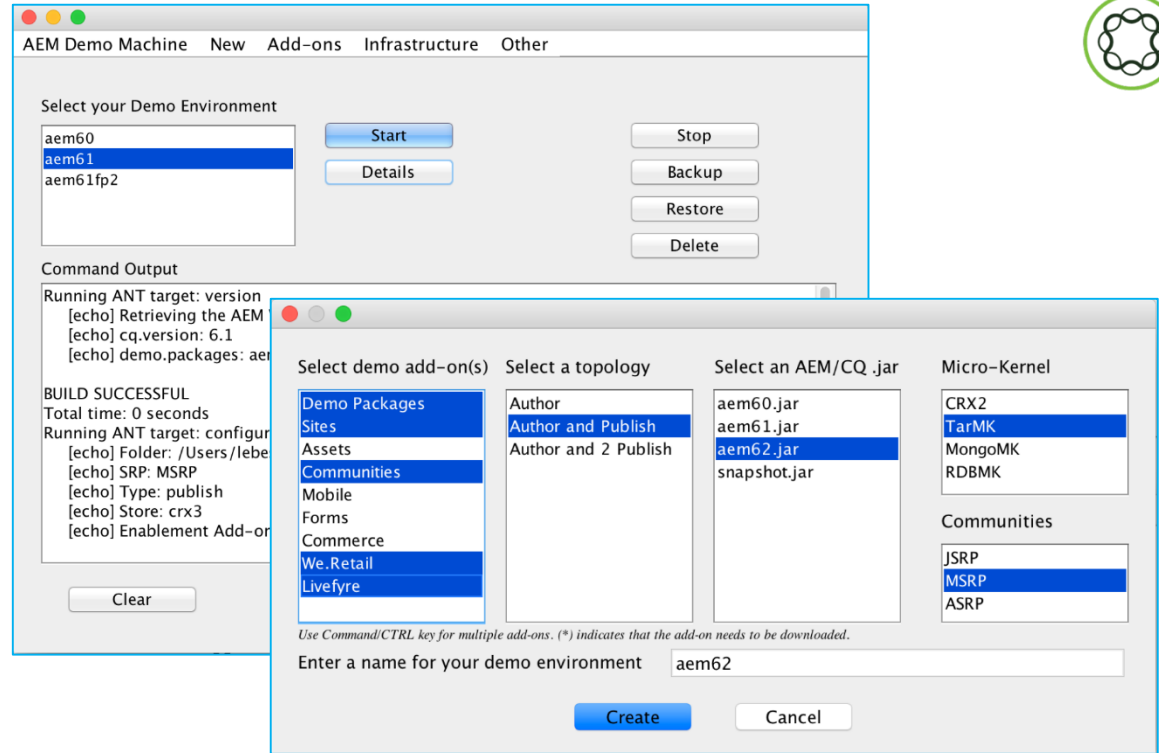 AEM Demo Machine New Add-ons Infrastructure Other
Select your Demo Environment
aem60
aem61
aem61fp2
Start
Details
Stop
Backup
Restore
Delete
Command Output
Running ANT target: version
[echo] Retrieving the AEM
[echo] cq.version: 6.1
[echo] demo.packages:
BUILD SUCCESSFUL
Total time: 0 seconds
Running ANT target:
[echo] Folder:
[echo] SRP: MSRP
[echo] Type: publish
[echo] Store: crx3
[echo] Enablement
Clear
Select demo add-on(s)
Demo Packages
Sites
Assets
Communities
Mobile
Forms
Commerce
We.Retail
Livefyre
Select a topology
Author
Author and Publish
Author and 2 Publish
Select an AEM/CQ .jar
aem60.jar
aem61.jar
aem62.jar
snapshot.jar
Micro-Kernel
CRX2
TarMK
MongoMK
RDBMK
Communities
JSRP
MSRP
ASRP
Use Command/CTRL key for multiple add-ons. (*) indicates that the add-on needs to be downloaded.
Enter a name for your demo environment aem62
Create Cancel